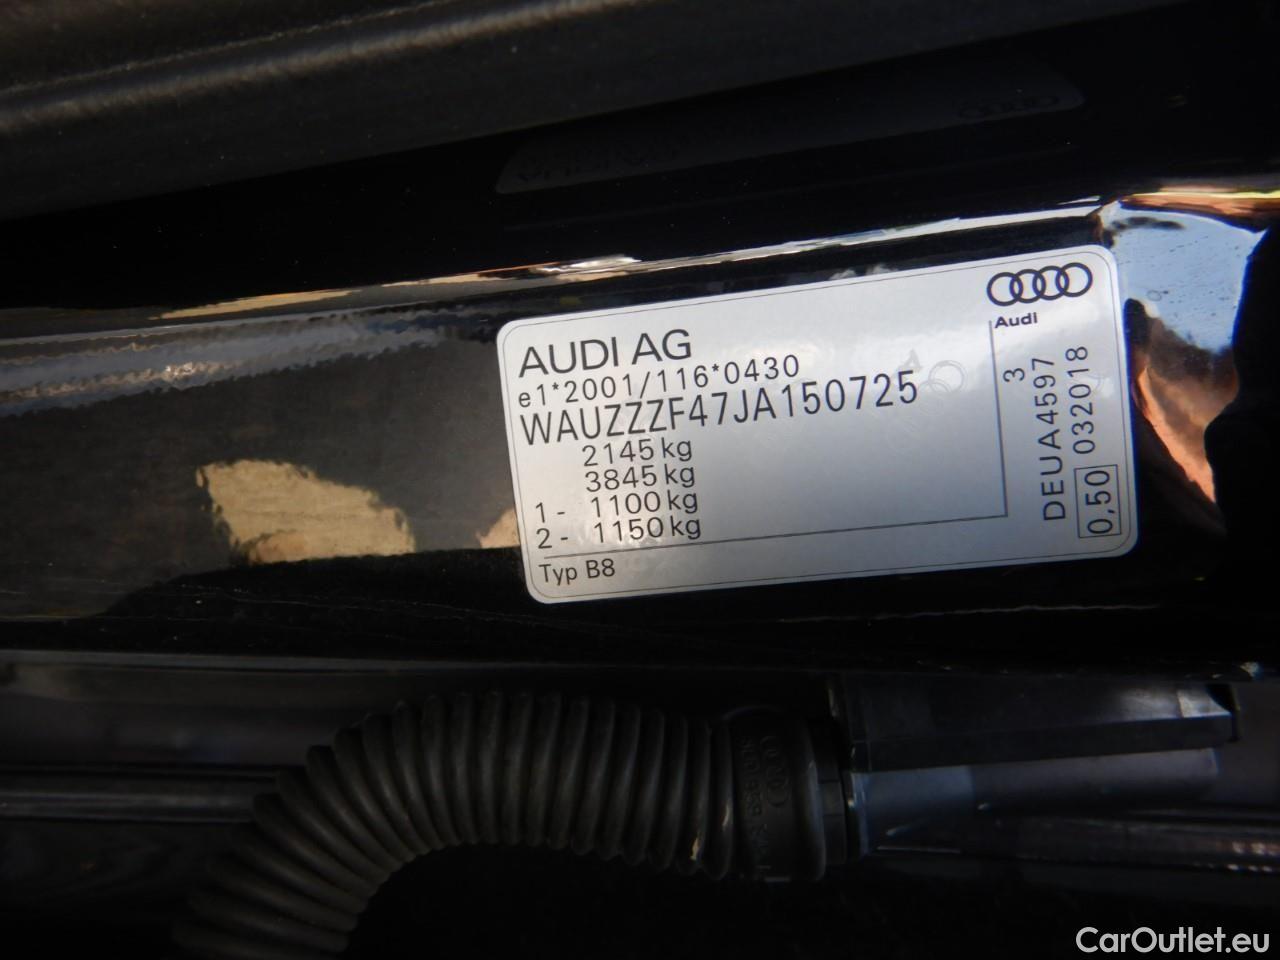 AUDI AG
e1*2001/116*0430
WAUZZZF47JA150725
2145 kg
3845 kg
1 - 1100 kg
2 - 1150 kg
Typ B8
Audi
3
DEUA4597
032018
0,50
CarOutlet.eu